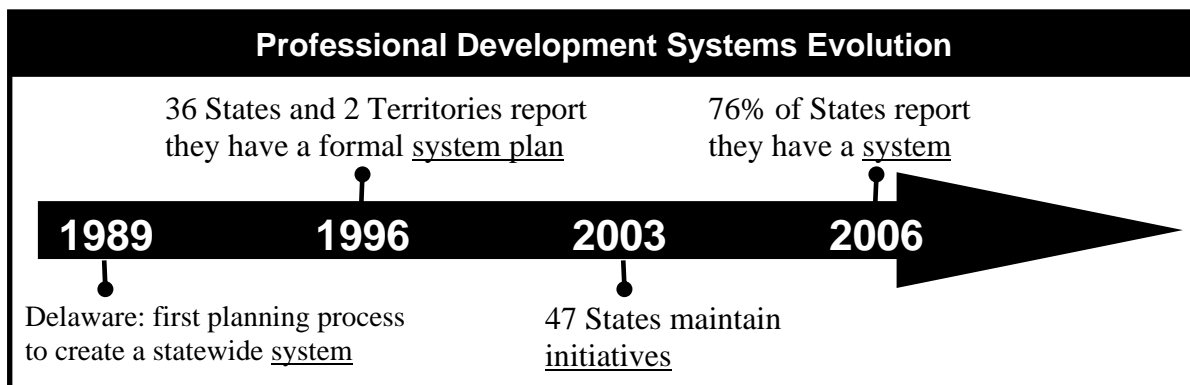 Professional Development Systems Evolution
36 States and 2 Territories report
they have a formal system plan
76% of States report
they have a system
1989 1996 2003 2006
Delaware: first planning process
to create a statewide system
47 States maintain
initiatives